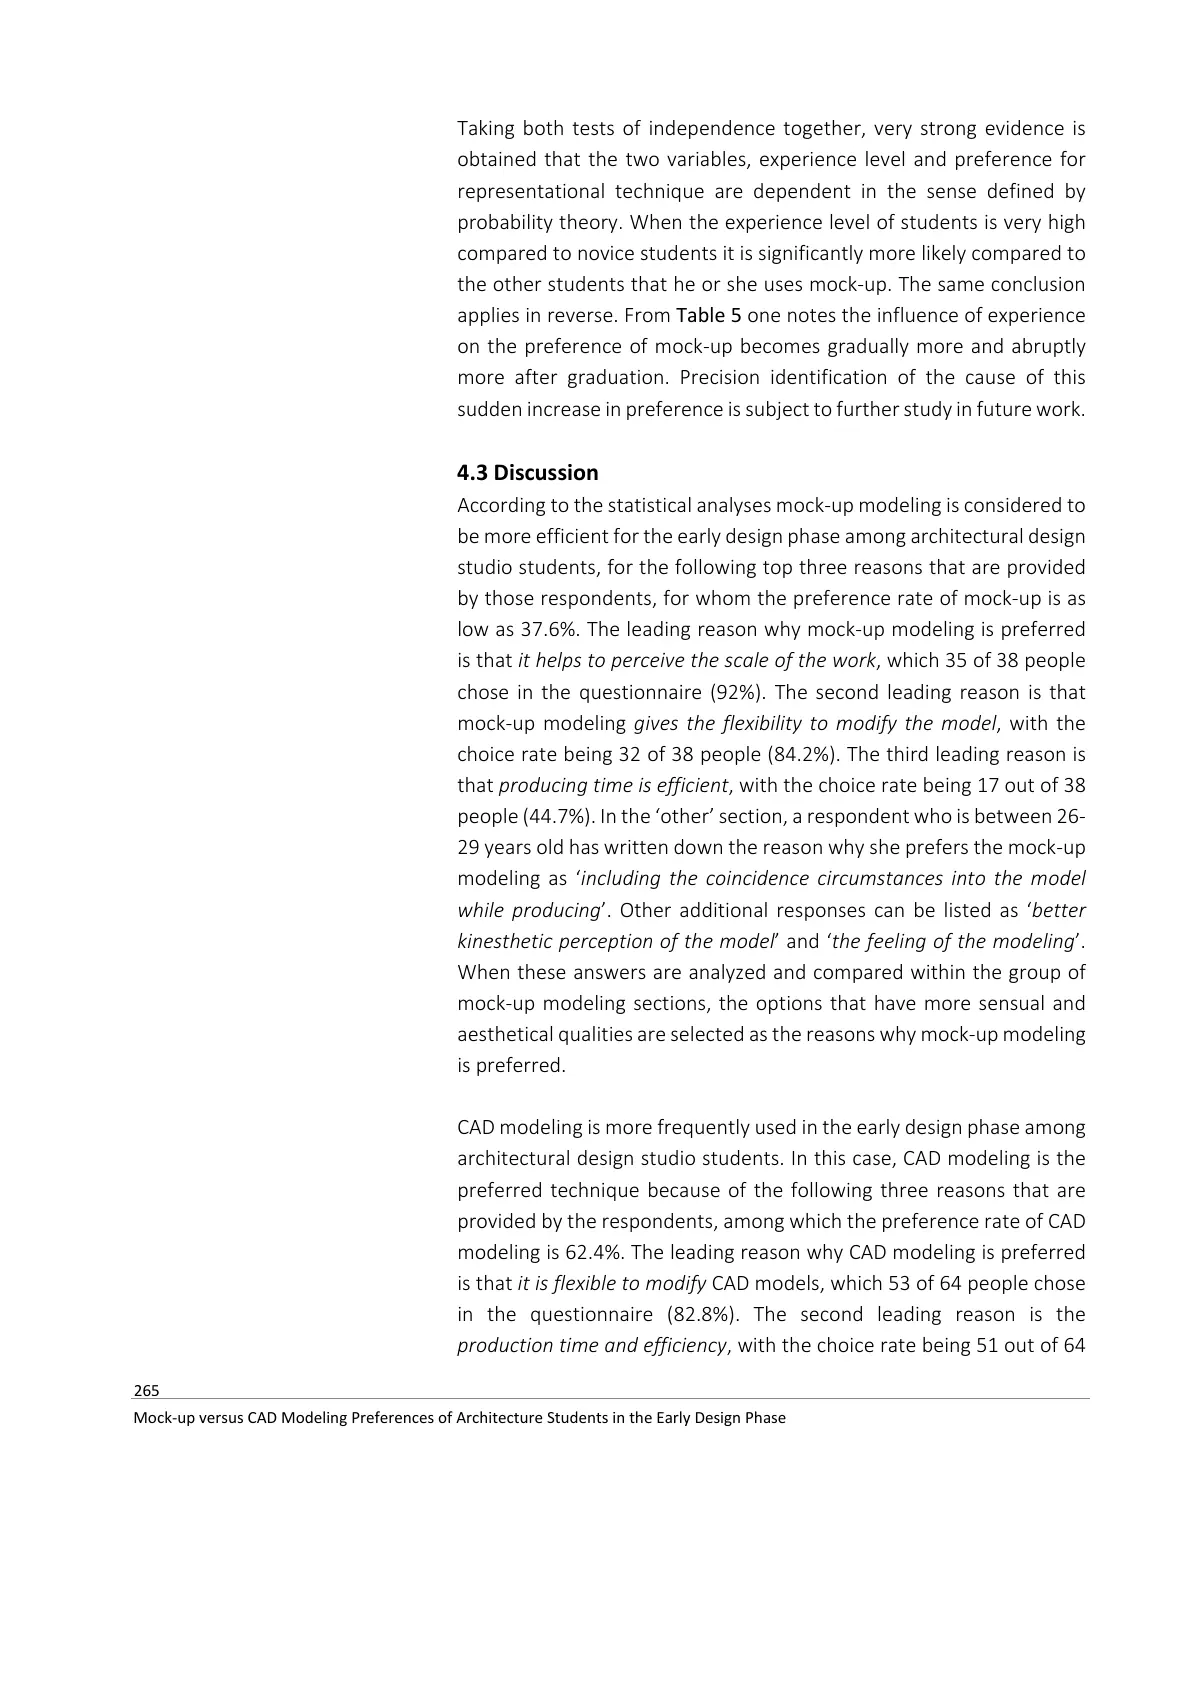 Taking both tests of independence together, very strong evidence is
obtained that the two variables, experience level and preference for
representational technique are dependent in the sense defined by
probability theory. When the experience level of students is very high
compared to novice students it is significantly more likely compared to
the other students that he or she uses mock-up. The same conclusion
applies in reverse. From Table 5 one notes the influence of experience
on the preference of mock-up becomes gradually more and abruptly
more after graduation. Precision identification of the cause of this
sudden increase in preference is subject to further study in future work.
4.3 Discussion
According to the statistical analyses mock-up modeling is considered to
be more efficient for the early design phase among architectural design
studio students, for the following top three reasons that are provided
by those respondents, for whom the preference rate of mock-up is as
low as 37.6%. The leading reason why mock-up modeling is preferred
is that it helps to perceive the scale of the work, which 35 of 38 people
chose in the questionnaire (92%). The second leading reason is that
mock-up modeling gives the flexibility to modify the model, with the
choice rate being 32 of 38 people (84.2%). The third leading reason is
that producing time is efficient, with the choice rate being 17 out of 38
people (44.7%). In the ‘other’ section, a respondent who is between 26-
29 years old has written down the reason why she prefers the mock-up
modeling as ‘including the coincidence circumstances into the model
while producing’. Other additional responses can be listed as ‘better
kinesthetic perception of the model’ and ‘the feeling of the modeling’.
When these answers are analyzed and compared within the group of
mock-up modeling sections, the options that have more sensual and
aesthetical qualities are selected as the reasons why mock-up modeling
is preferred.
CAD modeling is more frequently used in the early design phase among
architectural design studio students. In this case, CAD modeling is the
preferred technique because of the following three reasons that are
provided by the respondents, among which the preference rate of CAD
modeling is 62.4%. The leading reason why CAD modeling is preferred
is that it is flexible to modify CAD models, which 53 of 64 people chose
in the questionnaire (82.8%). The second leading reason is the
production time and efficiency, with the choice rate being 51 out of 64
265
Mock-up versus CAD Modeling Preferences of Architecture Students in the Early Design Phase